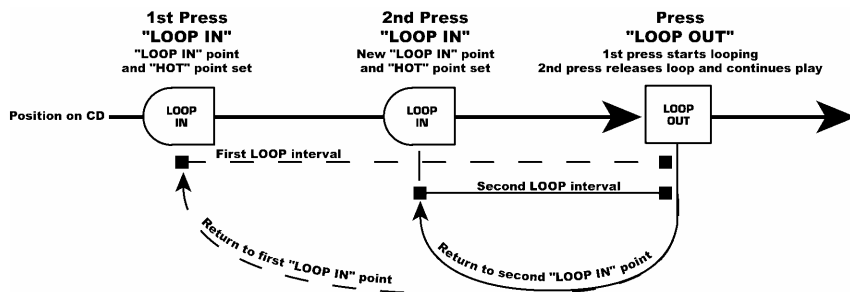 1st Press
"LOOP IN"
"LOOP IN" point
and "HOT" point set
2nd Press
"LOOP IN"
New "LOOP IN" point
and "HOT" point set
Press
"LOOP OUT"
1st press starts looping
2nd press releases loop and continues play
Position on CD
LOOP
IN
LOOP
IN
LOOP
OUT
First LOOP interval
Second LOOP interval
Return to first "LOOP IN" point
Return to second "LOOP IN" point